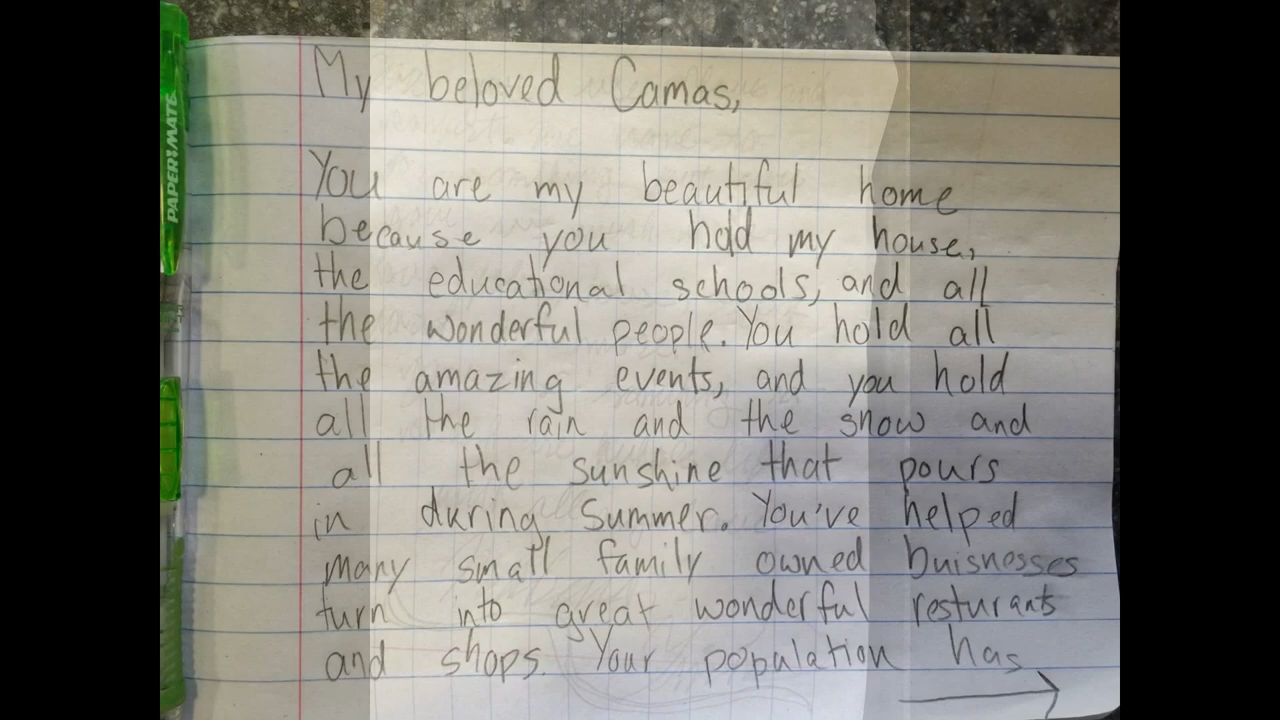 My beloved Camas,
You are my beautiful home
because you hold my house,
the educational schools, and all
the wonderful people. You hold all
the amazing events, and you hold
all the rain and the snow and
all the sunshine that pours
in during Summer. You've helped
many small family owned buisnesses
turn into great wonderful resturants
and shops. Your population has
PAPER:MATE